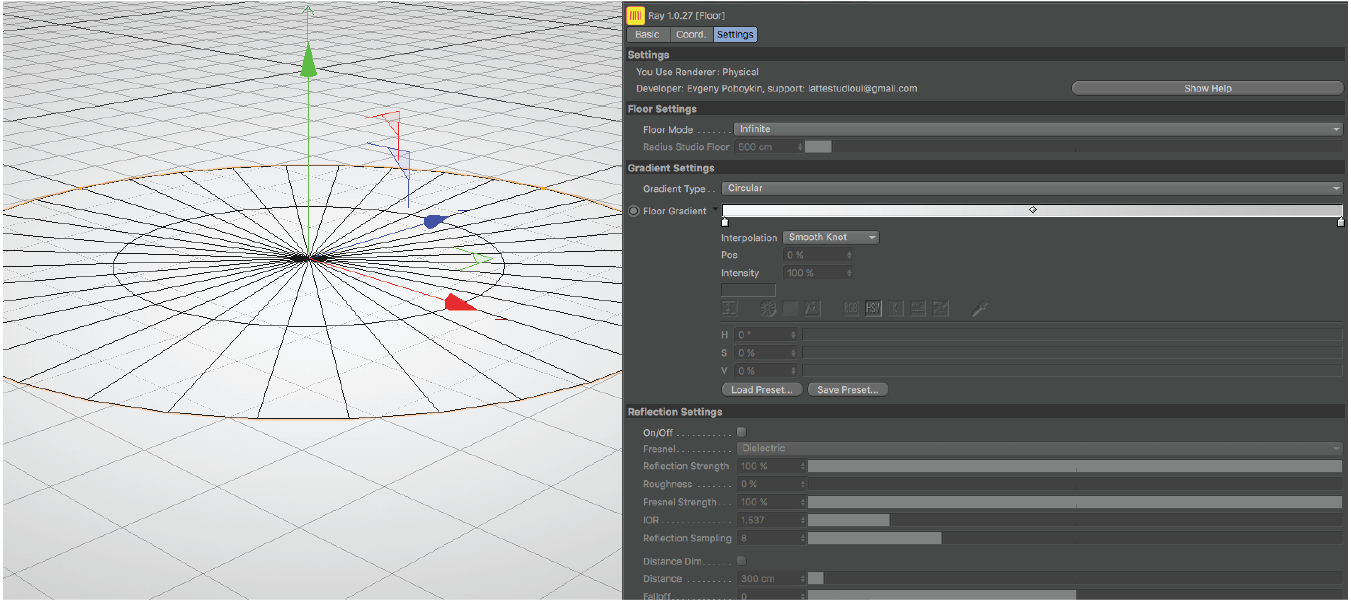 Ray 1.0.27 [Floor]
Basic Coord. Settings
Settings
You Use Renderer: Physical
Developer: Evgeny Poboykin, support: lattestudioui@gmail.com Show Help
Floor Settings
Floor Mode . . . . . . . Infinite
Radius Studio Floor 500 cm
Gradient Settings
Gradient Type . . Circular
Floor Gradient
Interpolation Smooth Knot
Pos 0 %
Intensity 100 %
RGB HSV K
H 0 °
S 0 %
V 0 %
Load Preset... Save Preset...
Reflection Settings
On/Off . . . . . . . . . . .
Fresnel . . . . . . . . . . . Dielectric
Reflection Strength 100 %
Roughness . . . . . . . 0 %
Fresnel Strength . . . 100 %
IOR . . . . . . . . . . . . . . 1.537
Reflection Sampling 8
Distance Dim . . . . . .
Distance . . . . . . . . . 300 cm
Falloff . . . . . . . . . . . 0